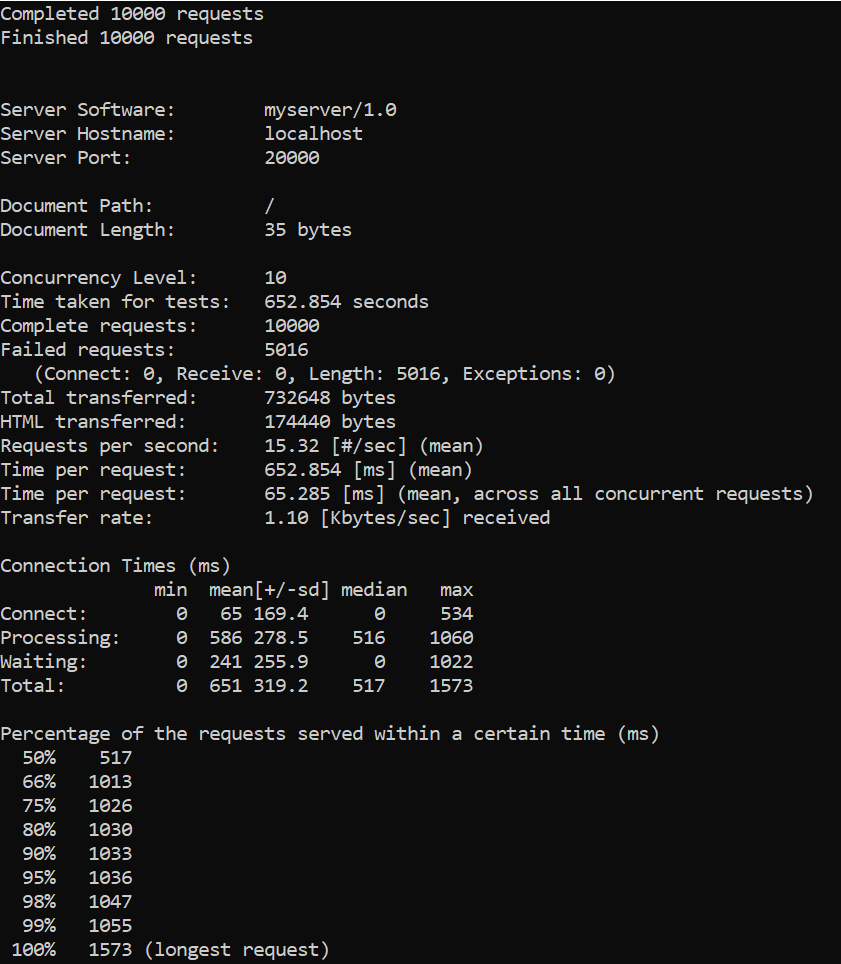 Completed 10000 requests
Finished 10000 requests
Server Software:        myserver/1.0
Server Hostname:        localhost
Server Port:            20000
Document Path:          /
Document Length:        35 bytes
Concurrency Level:      10
Time taken for tests:   652.854 seconds
Complete requests:      10000
Failed requests:        5016
   (Connect: 0, Receive: 0, Length: 5016, Exceptions: 0)
Total transferred:      732648 bytes
HTML transferred:       174440 bytes
Requests per second:    15.32 [#/sec] (mean)
Time per request:       652.854 [ms] (mean)
Time per request:       65.285 [ms] (mean, across all concurrent requests)
Transfer rate:          1.10 [Kbytes/sec] received
Connection Times (ms)
              min  mean[+/-sd] median   max
Connect:        0   65 169.4      0     534
Processing:     0  586 278.5    516    1060
Waiting:        0  241 255.9      0    1022
Total:          0  651 319.2    517    1573
Percentage of the requests served within a certain time (ms)
  50%    517
  66%   1013
  75%   1026
  80%   1030
  90%   1033
  95%   1036
  98%   1047
  99%   1055
 100%   1573 (longest request)